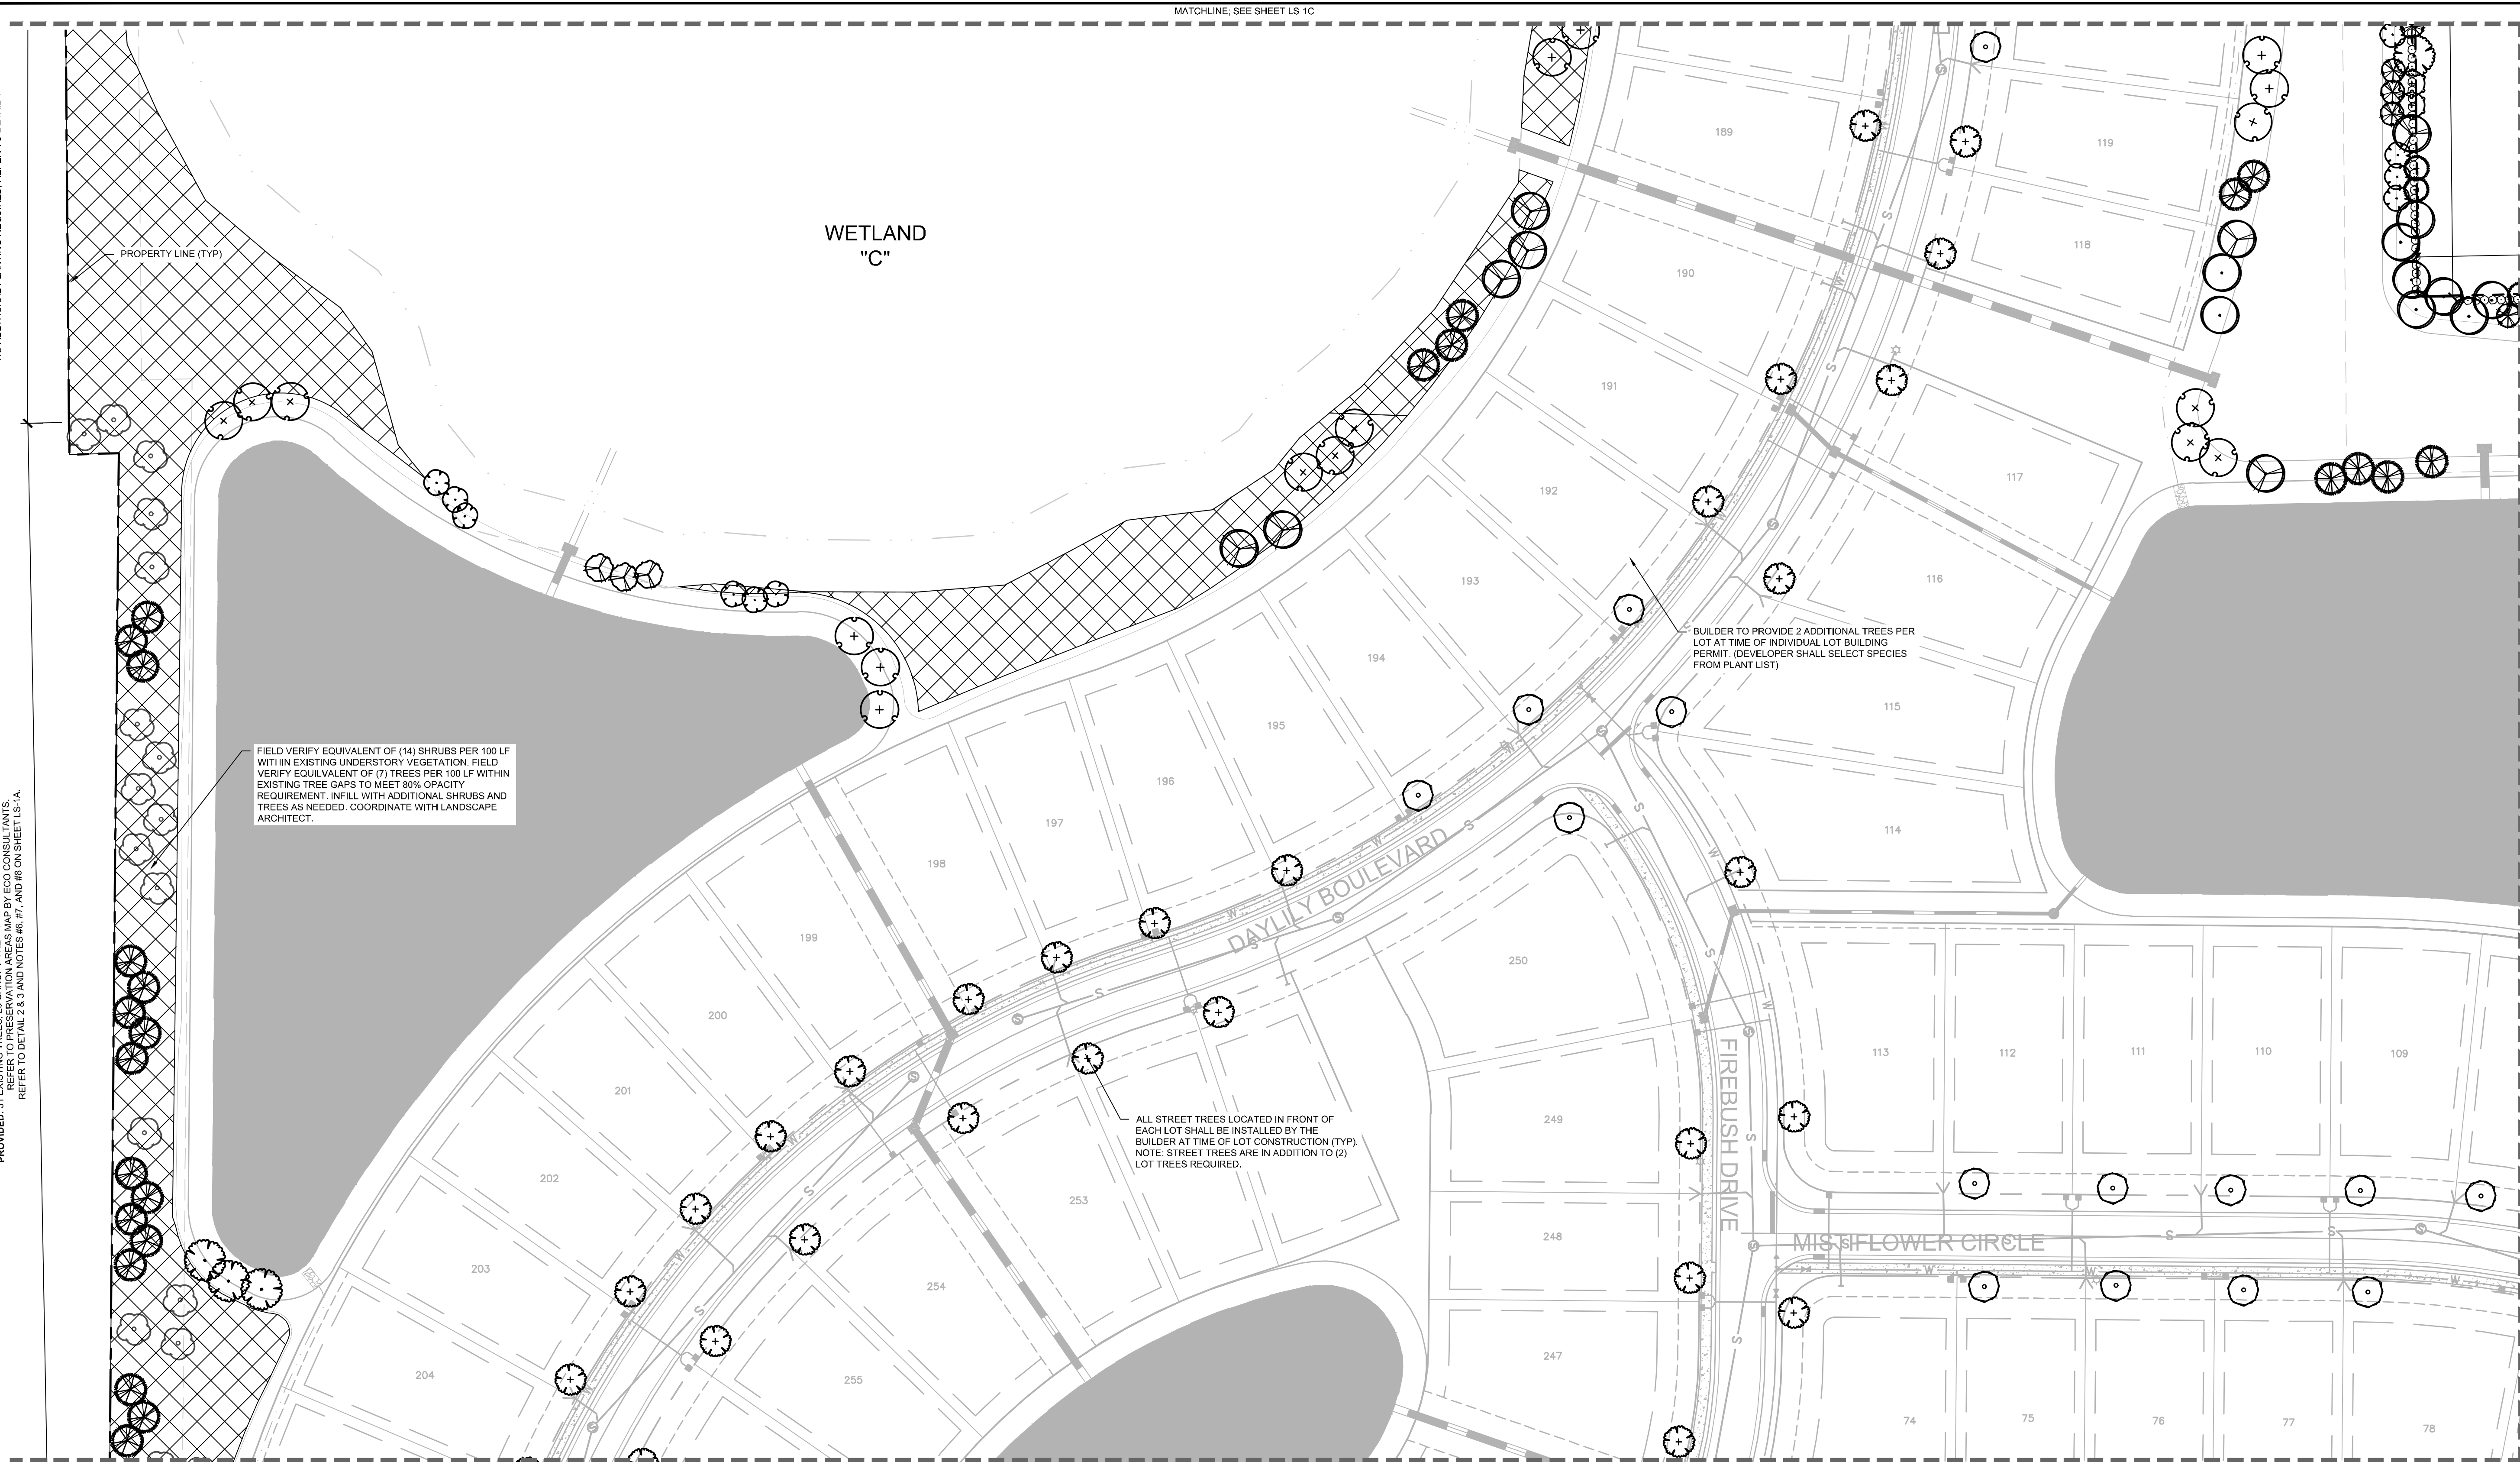 MATCHLINE; SEE SHEET LS-1C
WETLAND
"C"
PROPERTY LINE (TYP)
189
119
118
190
191
117
192
116
193
BUILDER TO PROVIDE 2 ADDITIONAL TREES PER
LOT AT TIME OF INDIVIDUAL LOT BUILDING
PERMIT. (DEVELOPER SHALL SELECT SPECIES
FROM PLANT LIST)
194
115
195
196
197
114
198
FIELD VERIFY EQUIVALENT OF (14) SHRUBS PER 100 LF
WITHIN EXISTING UNDERSTORY VEGETATION. FIELD
VERIFY EQUILVALENT OF (7) TREES PER 100 LF WITHIN
EXISTING TREE GAPS TO MEET 80% OPACITY
REQUIREMENT. INFILL WITH ADDITIONAL SHRUBS AND
TREES AS NEEDED. COORDINATE WITH LANDSCAPE
ARCHITECT.
REFER TO PRESERVATION AREAS MAP BY ECO CONSULTANTS.
REFER TO DETAIL 2 & 3 AND NOTES #6, #7, AND #8 ON SHEET LS-1A.
DAYLILY BOULEVARD
199
250
200
201
113
112
111
110
109
FIREBUSH DRIVE
ALL STREET TREES LOCATED IN FRONT OF
EACH LOT SHALL BE INSTALLED BY THE
BUILDER AT TIME OF LOT CONSTRUCTION (TYP).
NOTE: STREET TREES ARE IN ADDITION TO (2)
LOT TREES REQUIRED.
249
202
253
248
MISTFLOWER CIRCLE
203
254
247
204
255
74
75
76
77
78